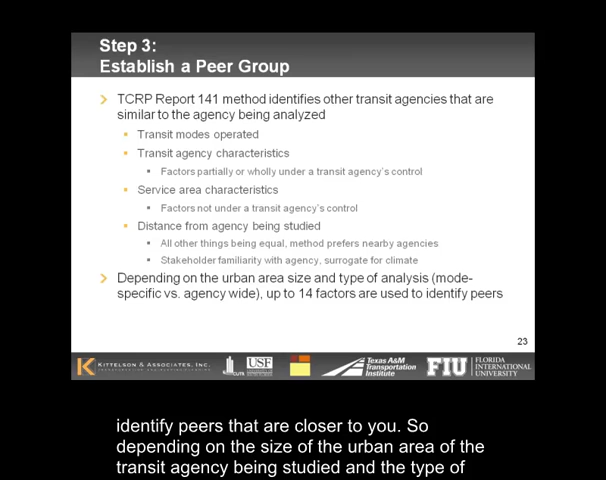 Step 3:
Establish a Peer Group
TCRP Report 141 method identifies other transit agencies that are
similar to the agency being analyzed
Transit modes operated
Transit agency characteristics
Factors partially or wholly under a transit agency's control
Service area characteristics
Factors not under a transit agency's control
Distance from agency being studied
All other things being equal, method prefers nearby agencies
Stakeholder familiarity with agency, surrogate for climate
Depending on the urban area size and type of analysis (mode-
specific vs. agency wide), up to 14 factors are used to identify peers
23
KITTELSON & ASSOCIATES, INC.
USF
Texas A&M
Transportation
Institute
FIU
FLORIDA
INTERNATIONAL
UNIVERSITY
identify peers that are closer to you. So
depending on the size of the urban area of the
transit agency being studied and the type of